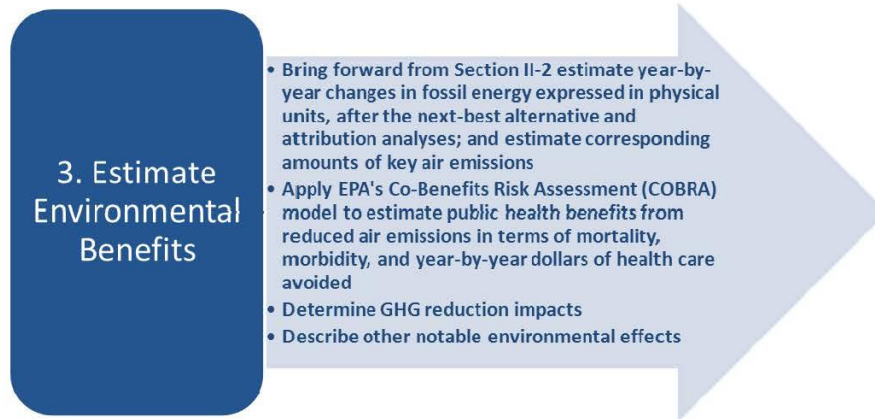 3. Estimate
Environmental
Benefits
• Bring forward from Section II-2 estimate year-by-
year changes in fossil energy expressed in physical
units, after the next-best alternative and
attribution analyses; and estimate corresponding
amounts of key air emissions
• Apply EPA's Co-Benefits Risk Assessment (COBRA)
model to estimate public health benefits from
reduced air emissions in terms of mortality,
morbidity, and year-by-year dollars of health care
avoided
• Determine GHG reduction impacts
• Describe other notable environmental effects